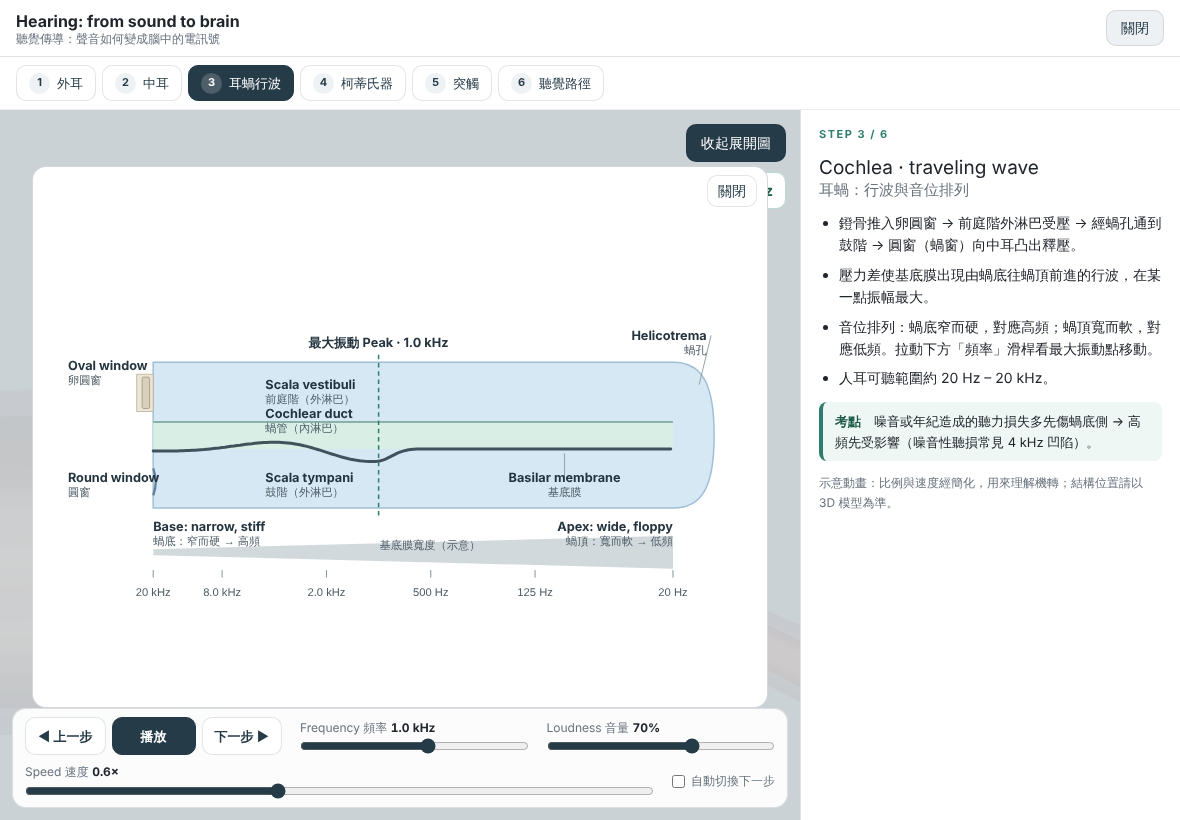 Hearing: from sound to brain
聽覺傳導：聲音如何變成腦中的電訊號
關閉
1 外耳
2 中耳
3 耳蝸行波
4 柯蒂氏器
5 突觸
6 聽覺路徑
收起展開圖
關閉
z
最大振動 Peak · 1.0 kHz
Helicotrema
蝸孔
Oval window
卵圓窗
Scala vestibuli
前庭階（外淋巴）
Cochlear duct
蝸管（內淋巴）
Round window
圓窗
Scala tympani
鼓階（外淋巴）
Basilar membrane
基底膜
Base: narrow, stiff
蝸底：窄而硬 → 高頻
Apex: wide, floppy
蝸頂：寬而軟 → 低頻
基底膜寬度（示意）
20 kHz
8.0 kHz
2.0 kHz
500 Hz
125 Hz
20 Hz
◀ 上一步
播放
下一步 ▶
Frequency 頻率 1.0 kHz
Loudness 音量 70%
Speed 速度 0.6×
自動切換下一步
STEP 3 / 6
Cochlea · traveling wave
耳蝸：行波與音位排列
• 鐙骨推入卵圓窗 → 前庭階外淋巴受壓 → 經蝸孔通到
鼓階 → 圓窗（蝸窗）向中耳凸出釋壓。
• 壓力差使基底膜出現由蝸底往蝸頂前進的行波，在某
一點振幅最大。
• 音位排列：蝸底窄而硬，對應高頻；蝸頂寬而軟，對
應低頻。拉動下方「頻率」滑桿看最大振動點移動。
• 人耳可聽範圍約 20 Hz – 20 kHz。
考點 噪音或年紀造成的聽力損失多先傷蝸底側 → 高
頻先受影響（噪音性聽損常見 4 kHz 凹陷）。
示意動畫：比例與速度經簡化，用來理解機轉；結構位置請以
3D 模型為準。